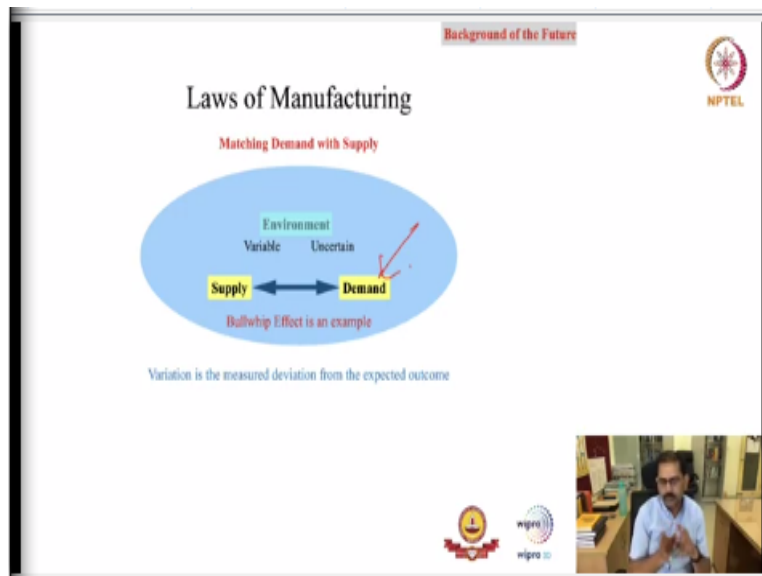 Background of the Future
NPTEL
Laws of Manufacturing
Matching Demand with Supply
Environment
Variable Uncertain
Supply Demand
Bullwhip Effect is an example
Variation is the measured deviation from the expected outcome
wipro
wipro 3D